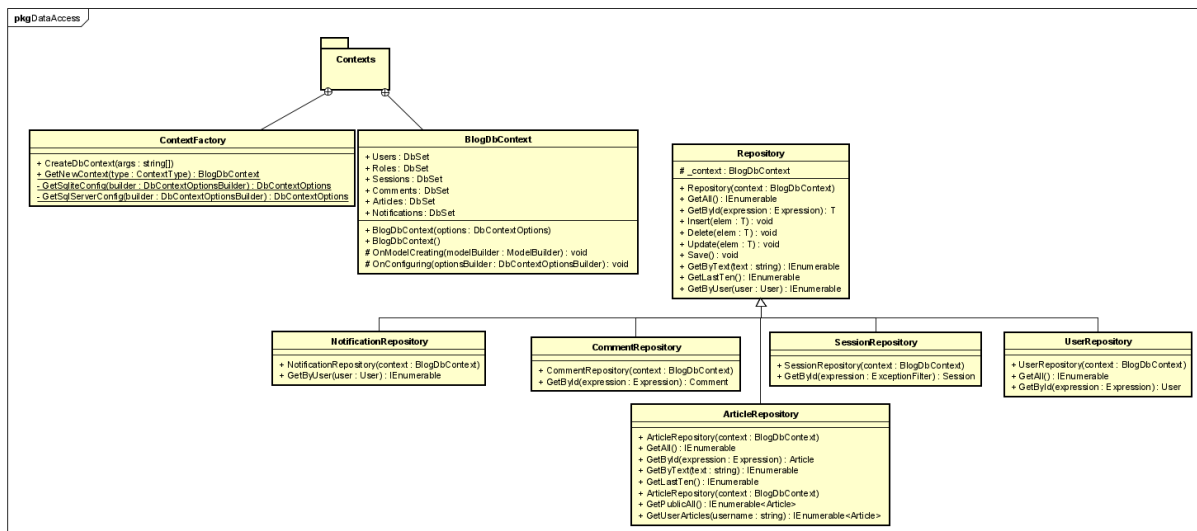 pkg DataAccess
Contexts
ContextFactory
+ CreateDbContext(args : string[])
+ GetNewContext(type : ContextType) : BlogDbContext
- GetSqliteConfig(builder : DbContextOptionsBuilder) : DbContextOptions
- GetSqlServerConfig(builder : DbContextOptionsBuilder) : DbContextOptions
BlogDbContext
+ Users : DbSet
+ Roles : DbSet
+ Sessions : DbSet
+ Comments : DbSet
+ Articles : DbSet
+ Notifications : DbSet
+ BlogDbContext(options : DbContextOptions)
+ BlogDbContext()
# OnModelCreating(modelBuilder : ModelBuilder) : void
# OnConfiguring(optionsBuilder : DbContextOptionsBuilder) : void
Repository
# _context : BlogDbContext
+ Repository(context : BlogDbContext)
+ GetAll() : IEnumerable
+ GetById(expression : Expression) : T
+ Insert(elem : T) : void
+ Delete(elem : T) : void
+ Update(elem : T) : void
+ Save() : void
+ GetByText(text : string) : IEnumerable
+ GetLastTen() : IEnumerable
+ GetByUser(user : User) : IEnumerable
NotificationRepository
+ NotificationRepository(context : BlogDbContext)
+ GetByUser(user : User) : IEnumerable
CommentRepository
+ CommentRepository(context : BlogDbContext)
+ GetById(expression : Expression) : Comment
SessionRepository
+ SessionRepository(context : BlogDbContext)
+ GetById(expression : ExceptionFilter) : Session
UserRepository
+ UserRepository(context : BlogDbContext)
+ GetAll() : IEnumerable
+ GetById(expression : Expression) : User
ArticleRepository
+ ArticleRepository(context : BlogDbContext)
+ GetAll() : IEnumerable
+ GetById(expression : Expression) : Article
+ GetByText(text : string) : IEnumerable
+ GetLastTen() : IEnumerable
+ ArticleRepository(context : BlogDbContext)
+ GetPublicAll() : IEnumerable<Article>
+ GetUserArticles(username : string) : IEnumerable<Article>